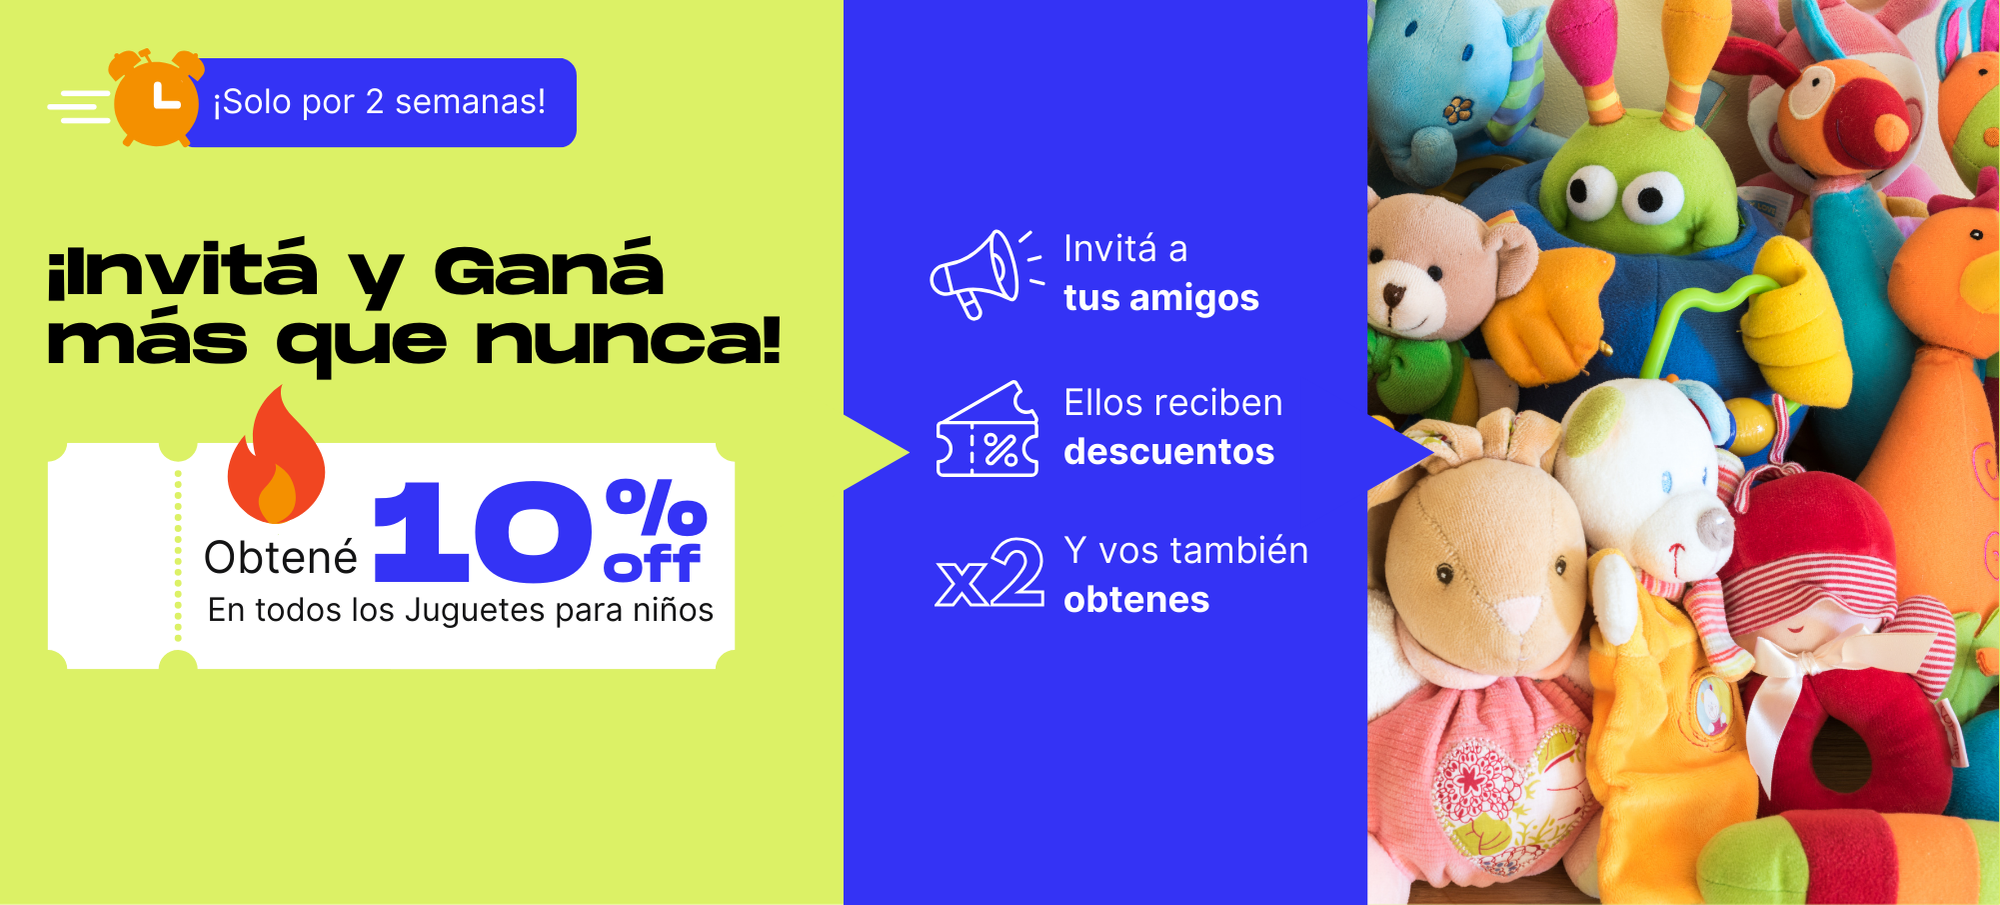 ¡Solo por 2 semanas!
¡Invitá y Ganá
más que nunca!
Obtené 10% off
En todos los Juguetes para niños
Invitá a
tus amigos
Ellos reciben
descuentos
%
x2
Y vos también
obtenes